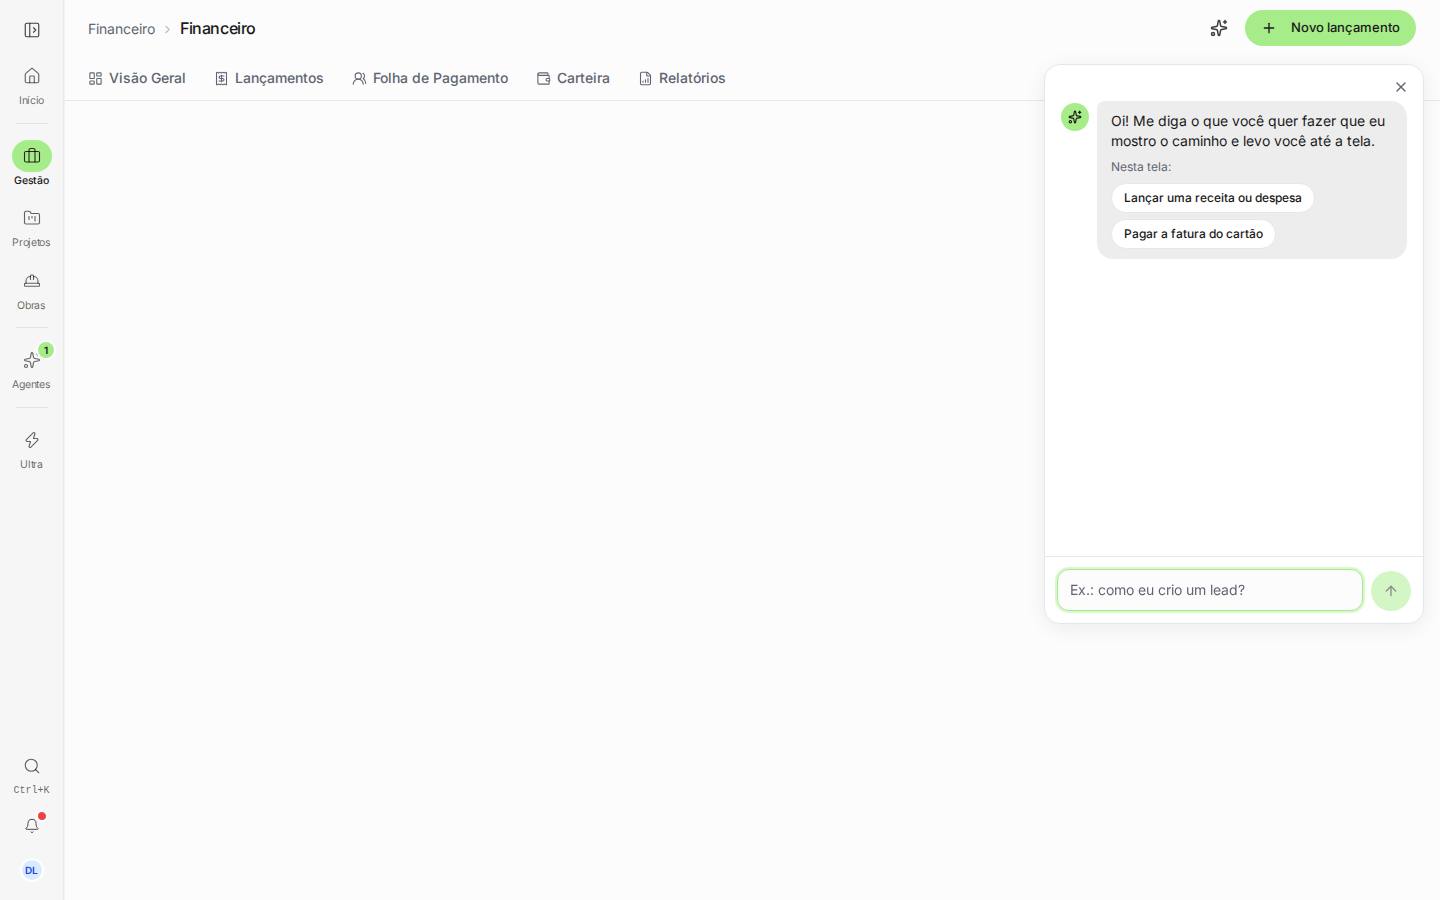 Financeiro > Financeiro
Novo lançamento
Visão Geral
Lançamentos
Folha de Pagamento
Carteira
Relatórios
Início
Gestão
Projetos
Obras
1
Agentes
Ultra
Ctrl+K
DL
Oi! Me diga o que você quer fazer que eu
mostro o caminho e levo você até a tela.
Nesta tela:
Lançar uma receita ou despesa
Pagar a fatura do cartão
Ex.: como eu crio um lead?